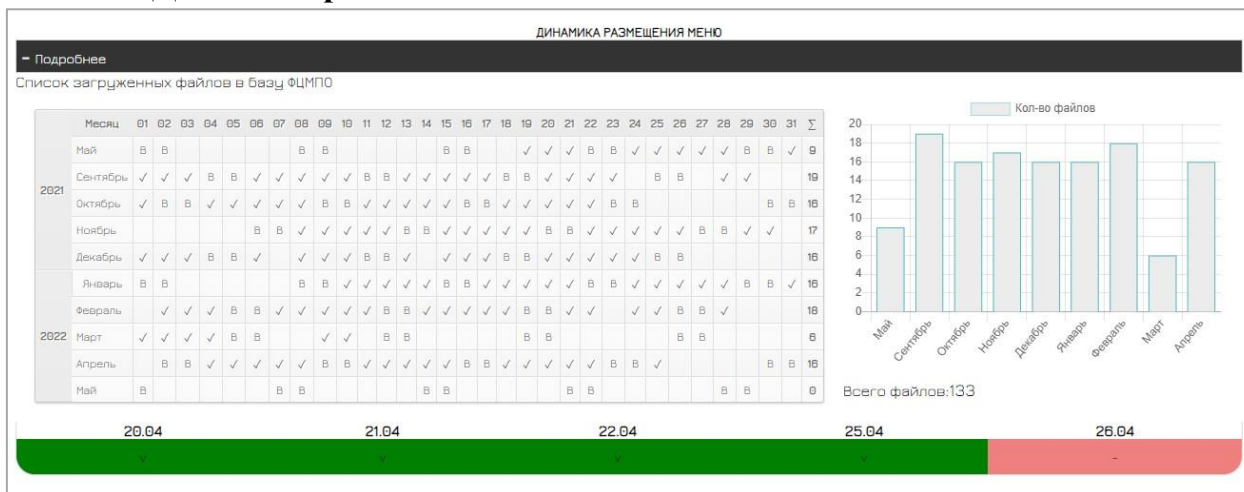 ДИНАМИКА РАЗМЕЩЕНИЯ МЕНЮ
– Подробнее
Список загруженных файлов в базу ФЦМПО
Месяц 01 02 03 04 05 06 07 08 09 10 11 12 13 14 15 16 17 18 19 20 21 22 23 24 25 26 27 28 29 30 31 Σ
2021
Май В В В В В В ✓ ✓ ✓ В В ✓ ✓ ✓ ✓ ✓ В В ✓ 9
Сентябрь ✓ ✓ ✓ В В ✓ ✓ ✓ ✓ ✓ В В ✓ ✓ ✓ ✓ ✓ В В ✓ ✓ ✓ ✓ В В ✓ ✓ 19
Октябрь ✓ В В ✓ ✓ ✓ ✓ ✓ В В ✓ ✓ ✓ ✓ ✓ В В ✓ ✓ ✓ ✓ ✓ В В В В 16
Ноябрь В В ✓ ✓ ✓ ✓ ✓ В В ✓ ✓ ✓ ✓ ✓ В В ✓ ✓ ✓ ✓ ✓ В В ✓ ✓ 17
Декабрь ✓ ✓ ✓ В В ✓ ✓ ✓ ✓ В В ✓ ✓ ✓ ✓ В В ✓ ✓ ✓ ✓ ✓ В В 16
2022
Январь В В В В ✓ ✓ ✓ ✓ ✓ В В ✓ ✓ ✓ ✓ ✓ В В ✓ ✓ ✓ ✓ ✓ В В ✓ 16
Февраль ✓ ✓ ✓ В В ✓ ✓ ✓ ✓ ✓ В В ✓ ✓ ✓ ✓ ✓ В В ✓ ✓ ✓ ✓ В В ✓ 18
Март ✓ ✓ ✓ ✓ В В ✓ ✓ В В В В В В 6
Апрель В В ✓ ✓ ✓ ✓ ✓ В В ✓ ✓ ✓ ✓ ✓ В В ✓ ✓ ✓ ✓ ✓ В В ✓ В В 16
Май В В В В В В В В В 0
Кол-во файлов
20
18
16
14
12
10
8
6
4
2
0
Май Сентябрь Октябрь Ноябрь Декабрь Январь Февраль Март Апрель
Всего файлов:133
20.04 21.04 22.04 25.04 26.04
v v v v –